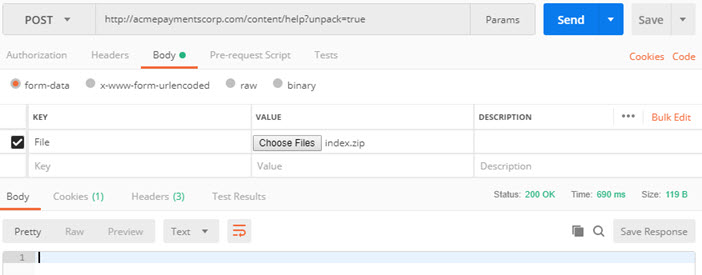 POST http://acmepaymentscorp.com/content/help?unpack=true Params Send Save
Authorization Headers Body Pre-request Script Tests Cookies Code
form-data x-www-form-urlencoded raw binary
KEY VALUE DESCRIPTION ••• Bulk Edit
File Choose Files index.zip
Key Value Description
Body Cookies (1) Headers (3) Test Results Status: 200 OK Time: 690 ms Size: 119 B
Pretty Raw Preview Text Save Response
1